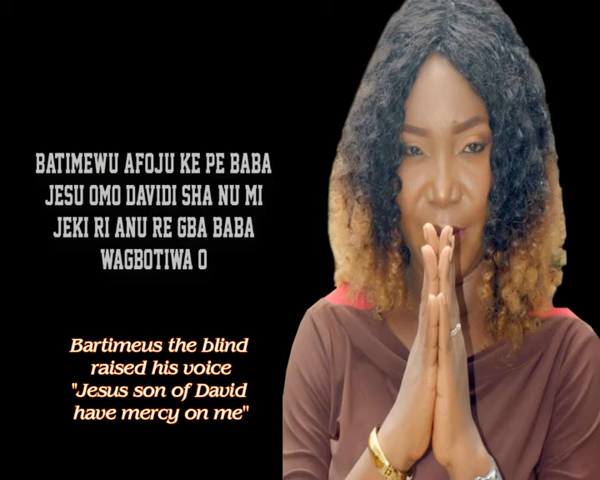 BATIMEWU AFOJU KE PE BABA
JESU OMO DAVIDI SHA NU MI
JEKI RI ANU RE GBA BABA
WAGBOTIWA O
Bartimeus the blind
raised his voice
"Jesus son of David
have mercy on me"